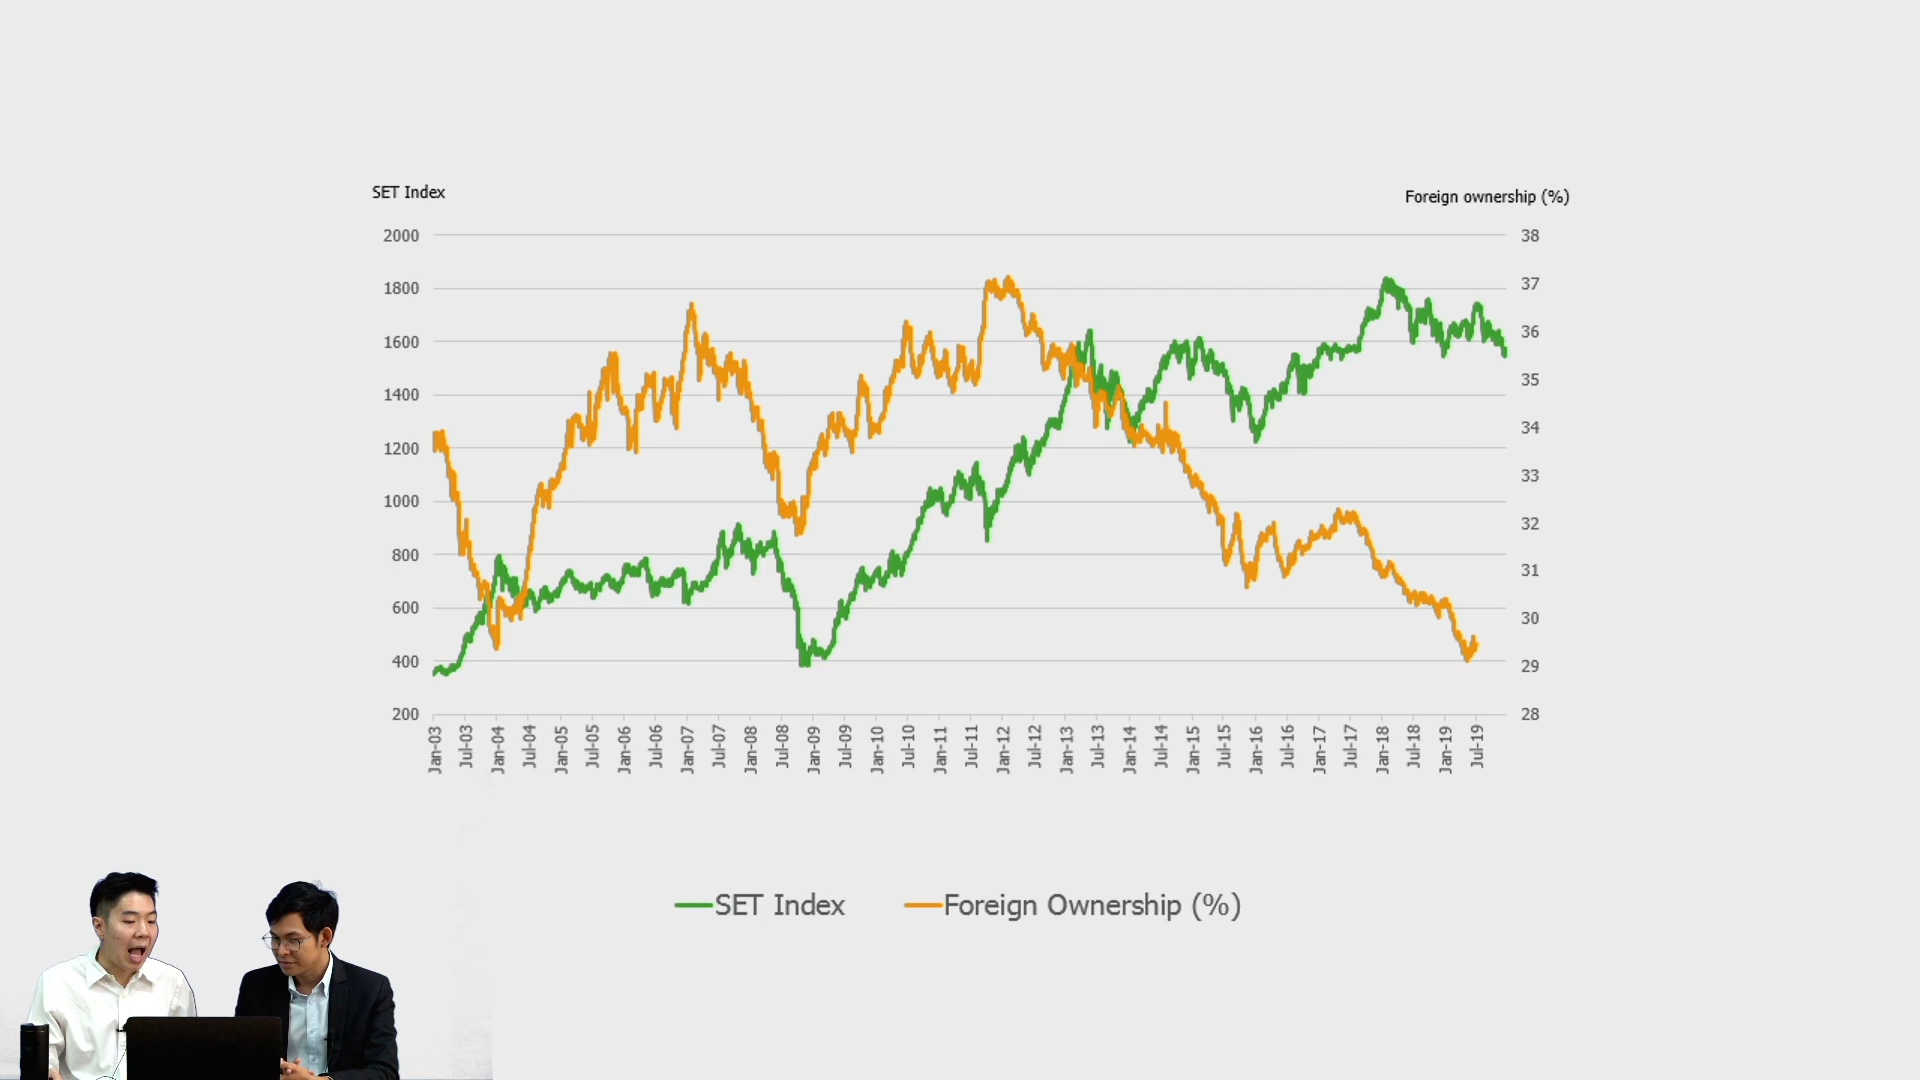 SET Index
Foreign ownership (%)
2000
1800
1600
1400
1200
1000
800
600
400
200
38
37
36
35
34
33
32
31
30
29
28
Jan-03
Jul-03
Jan-04
Jul-04
Jan-05
Jul-05
Jan-06
Jul-06
Jan-07
Jul-07
Jan-08
Jul-08
Jan-09
Jul-09
Jan-10
Jul-10
Jan-11
Jul-11
Jan-12
Jul-12
Jan-13
Jul-13
Jan-14
Jul-14
Jan-15
Jul-15
Jan-16
Jul-16
Jan-17
Jul-17
Jan-18
Jul-18
Jan-19
Jul-19
SET Index
Foreign Ownership (%)